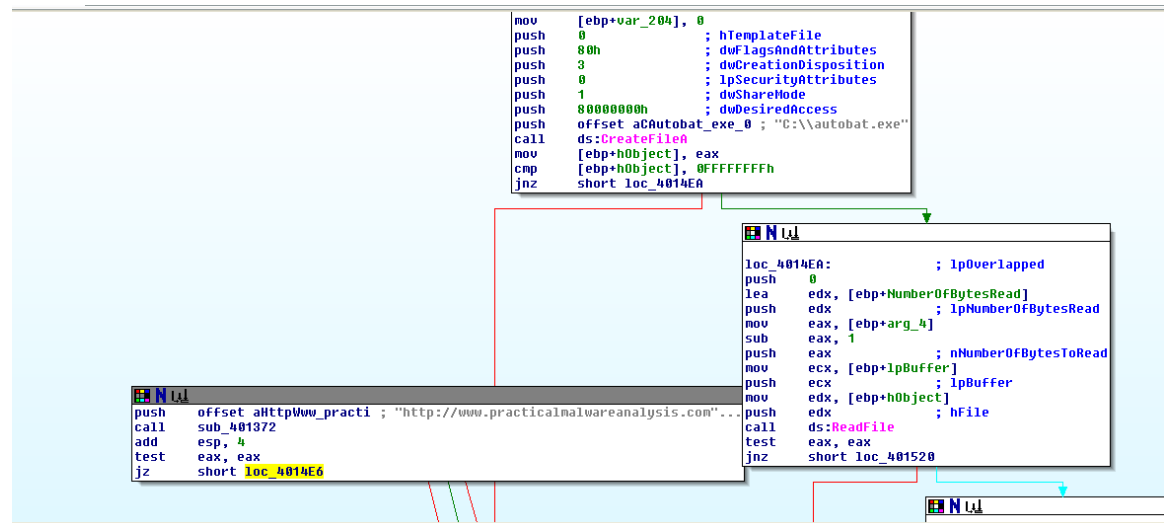 mov [ebp+var_204], 0
push 0 ; hTemplateFile
push 80h ; dwFlagsAndAttributes
push 3 ; dwCreationDisposition
push 0 ; lpSecurityAttributes
push 1 ; dwShareMode
push 80000000h ; dwDesiredAccess
push offset aCAutobat_exe_0 ; "C:\\autobat.exe"
call ds:CreateFileA
mov [ebp+hObject], eax
cmp [ebp+hObject], 0FFFFFFFFh
jnz short loc_4014EA
loc_4014EA: ; lpOverlapped
push 0
lea edx, [ebp+NumberOfBytesRead]
push edx ; lpNumberOfBytesRead
mov eax, [ebp+arg_4]
sub eax, 1
push eax ; nNumberOfBytesToRead
mov ecx, [ebp+lpBuffer]
push ecx ; lpBuffer
mov edx, [ebp+hObject]
push edx ; hFile
call ds:ReadFile
test eax, eax
jnz short loc_401520
push offset aHttpWww_practi ; "http://www.practicalmalwareanalysis.com"...
call sub_401372
add esp, 4
test eax, eax
jz short loc_4014E6